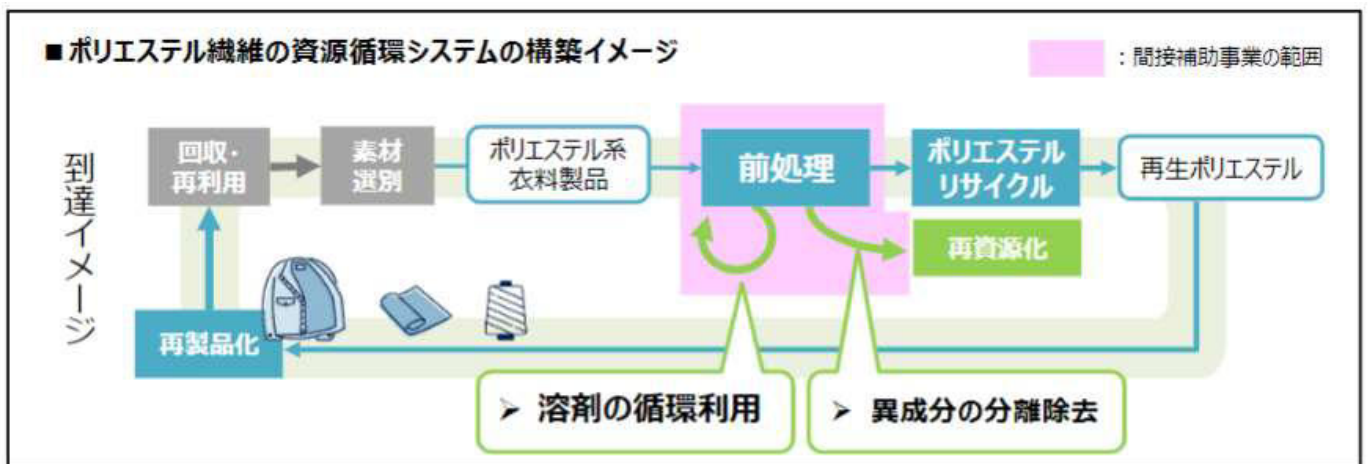 ■ポリエステル繊維の資源循環システムの構築イメージ
：間接補助事業の範囲
到達イメージ
回収・
再利用
素材
選別
ポリエステル系
衣料製品
前処理
ポリエステル
リサイクル
再生ポリエステル
再資源化
再製品化
➢ 溶剤の循環利用
➢ 異成分の分離除去